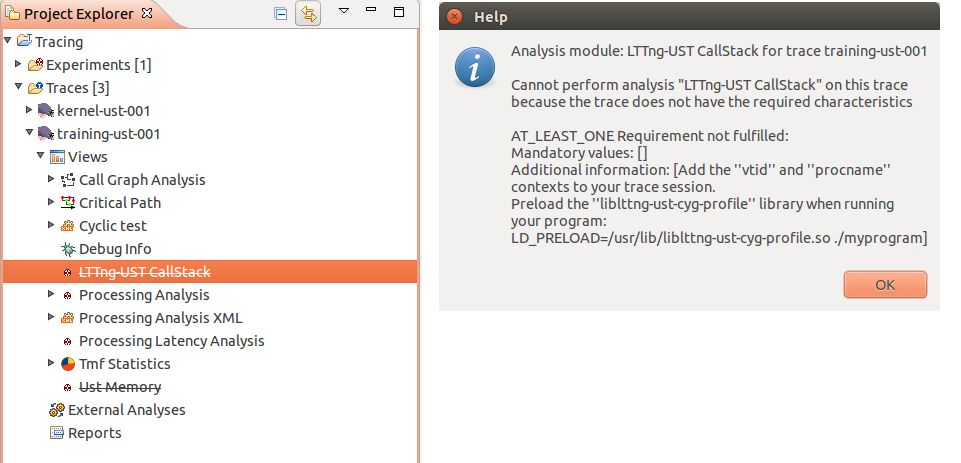 Project Explorer
Tracing
Experiments [1]
Traces [3]
kernel-ust-001
training-ust-001
Views
Call Graph Analysis
Critical Path
Cyclic test
Debug Info
LTTng-UST CallStack
Processing Analysis
Processing Analysis XML
Processing Latency Analysis
Tmf Statistics
Ust Memory
External Analyses
Reports
Help
Analysis module: LTTng-UST CallStack for trace training-ust-001
Cannot perform analysis "LTTng-UST CallStack" on this trace
because the trace does not have the required characteristics
AT_LEAST_ONE Requirement not fulfilled:
Mandatory values: []
Additional information: [Add the ''vtid'' and ''procname''
contexts to your trace session.
Preload the ''liblttng-ust-cyg-profile'' library when running
your program:
LD_PRELOAD=/usr/lib/liblttng-ust-cyg-profile.so ./myprogram]
OK